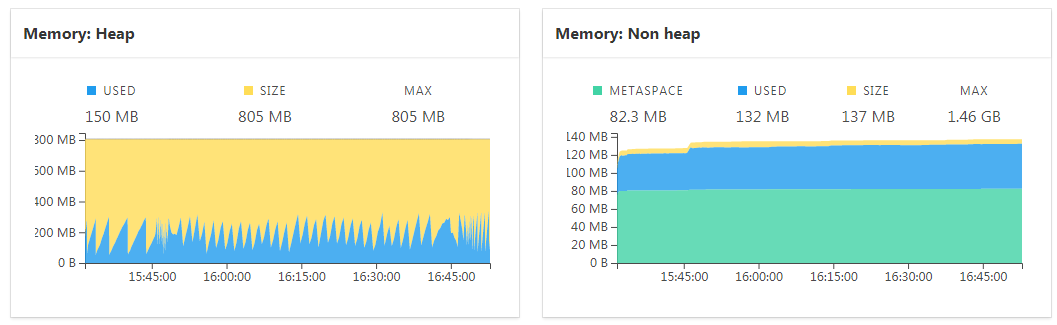 Memory: Heap
USED SIZE MAX
150 MB 805 MB 805 MB
800 MB
600 MB
400 MB
200 MB
0 B
15:45:00 16:00:00 16:15:00 16:30:00 16:45:00
Memory: Non heap
METASPACE USED SIZE MAX
82.3 MB 132 MB 137 MB 1.46 GB
140 MB
120 MB
100 MB
80 MB
60 MB
40 MB
20 MB
0 B
15:45:00 16:00:00 16:15:00 16:30:00 16:45:00